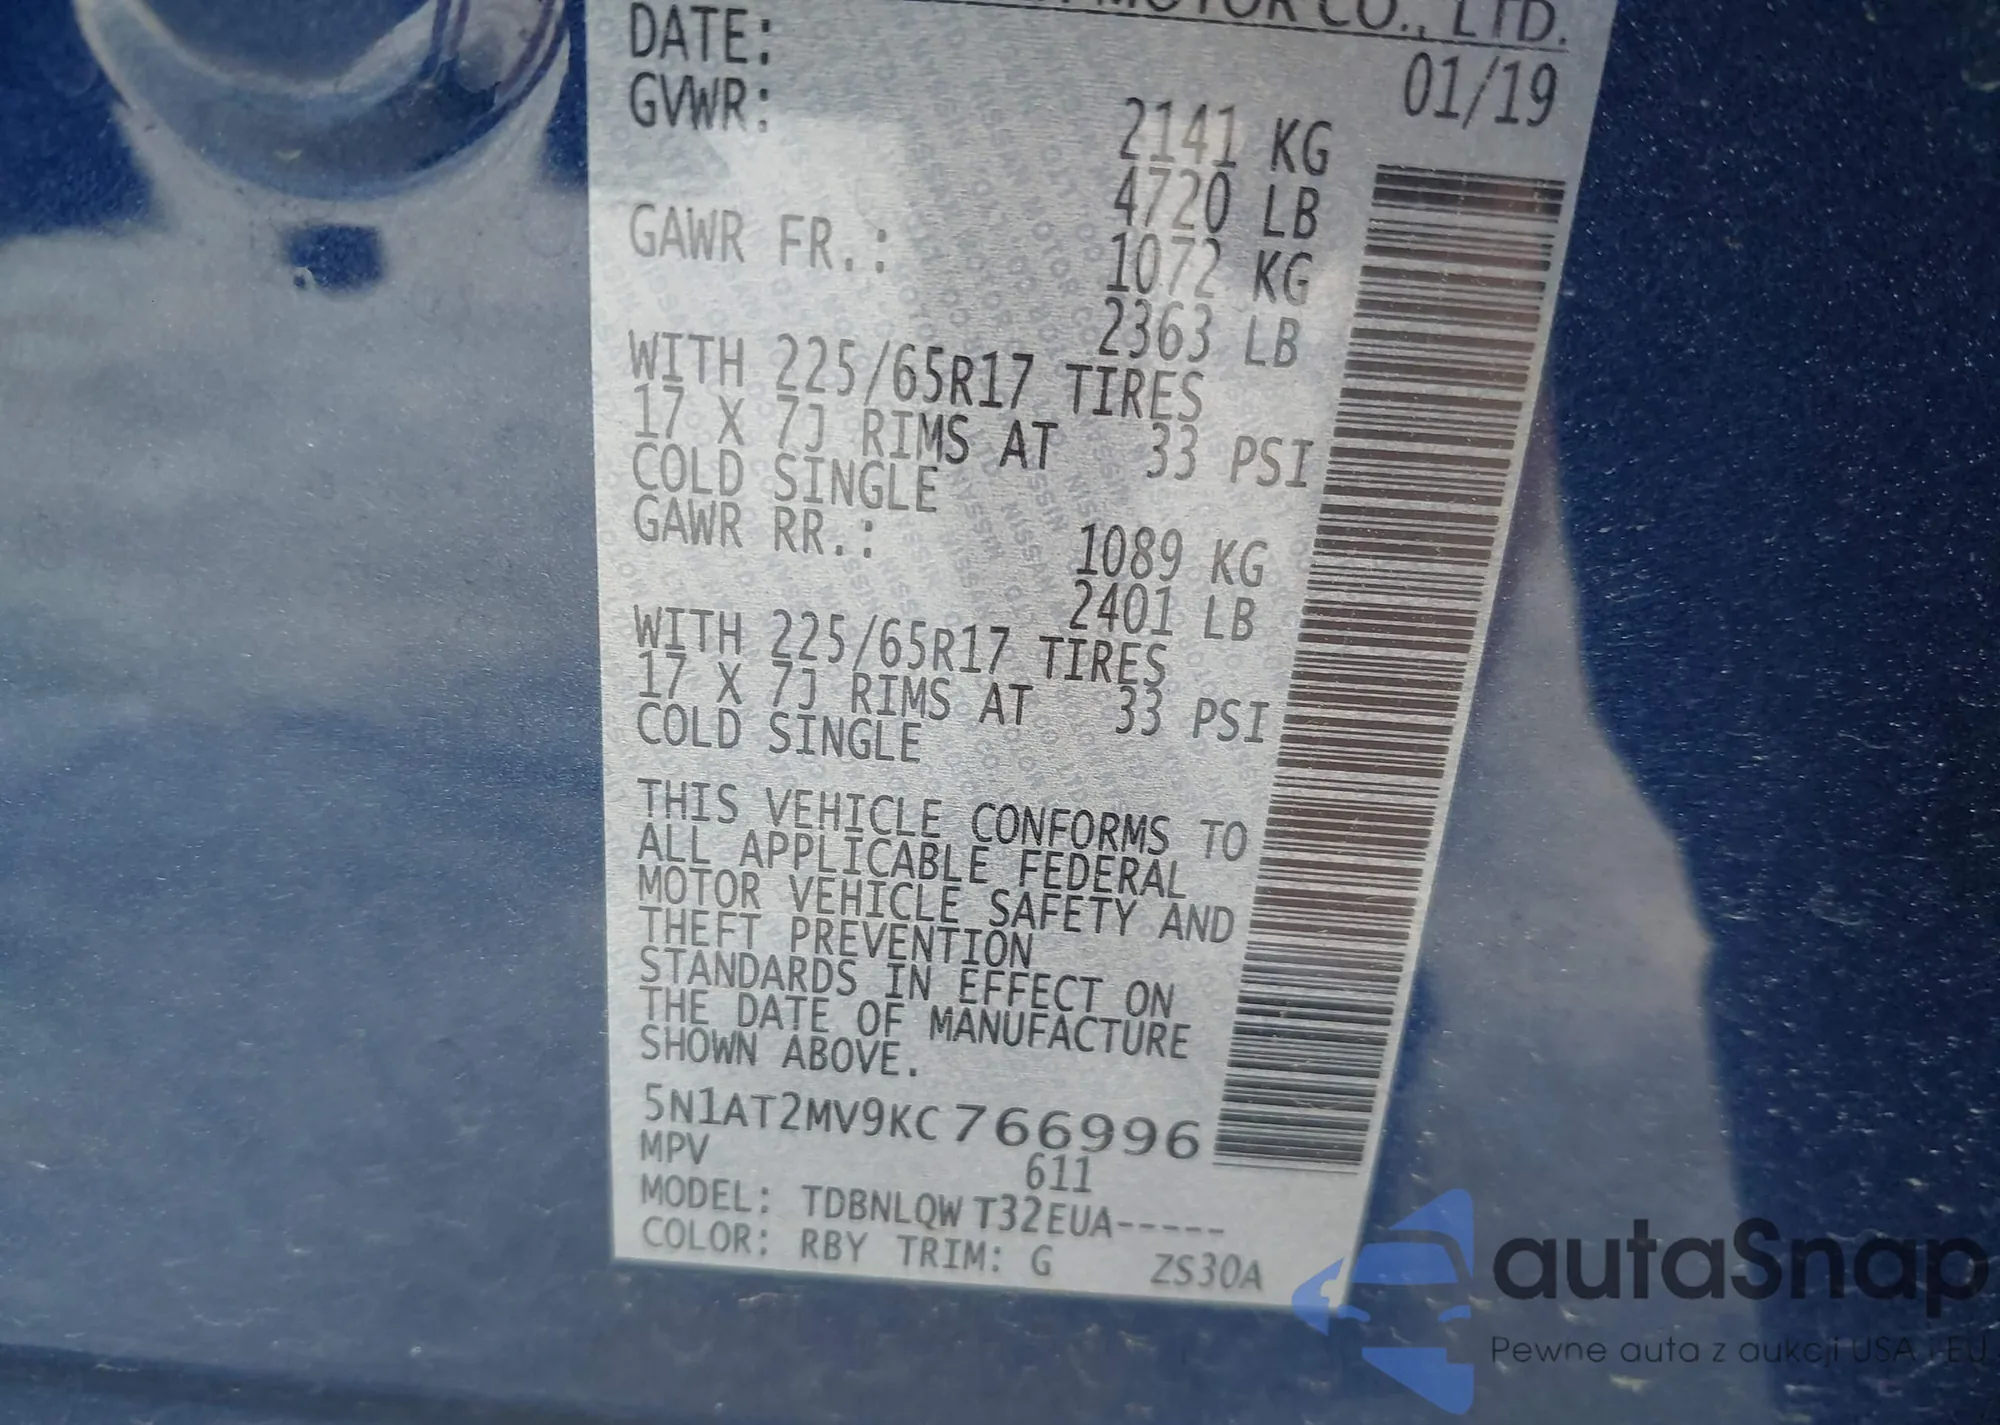 MOTOR CO., LTD.
DATE: 01/19
GVWR: 2141 KG
4720 LB
GAWR FR.: 1072 KG
2363 LB
WITH 225/65R17 TIRES
17 X 7J RIMS AT 33 PSI
COLD SINGLE
GAWR RR.: 1089 KG
2401 LB
WITH 225/65R17 TIRES
17 X 7J RIMS AT 33 PSI
COLD SINGLE
THIS VEHICLE CONFORMS TO
ALL APPLICABLE FEDERAL
MOTOR VEHICLE SAFETY AND
THEFT PREVENTION
STANDARDS IN EFFECT ON
THE DATE OF MANUFACTURE
SHOWN ABOVE.
5N1AT2MV9KC766996
MPV 611
MODEL: TDBNLQW T32EUA-----
COLOR: RBY TRIM: G ZS30A
autaSnap
Pewne auta z aukcji USA i EU